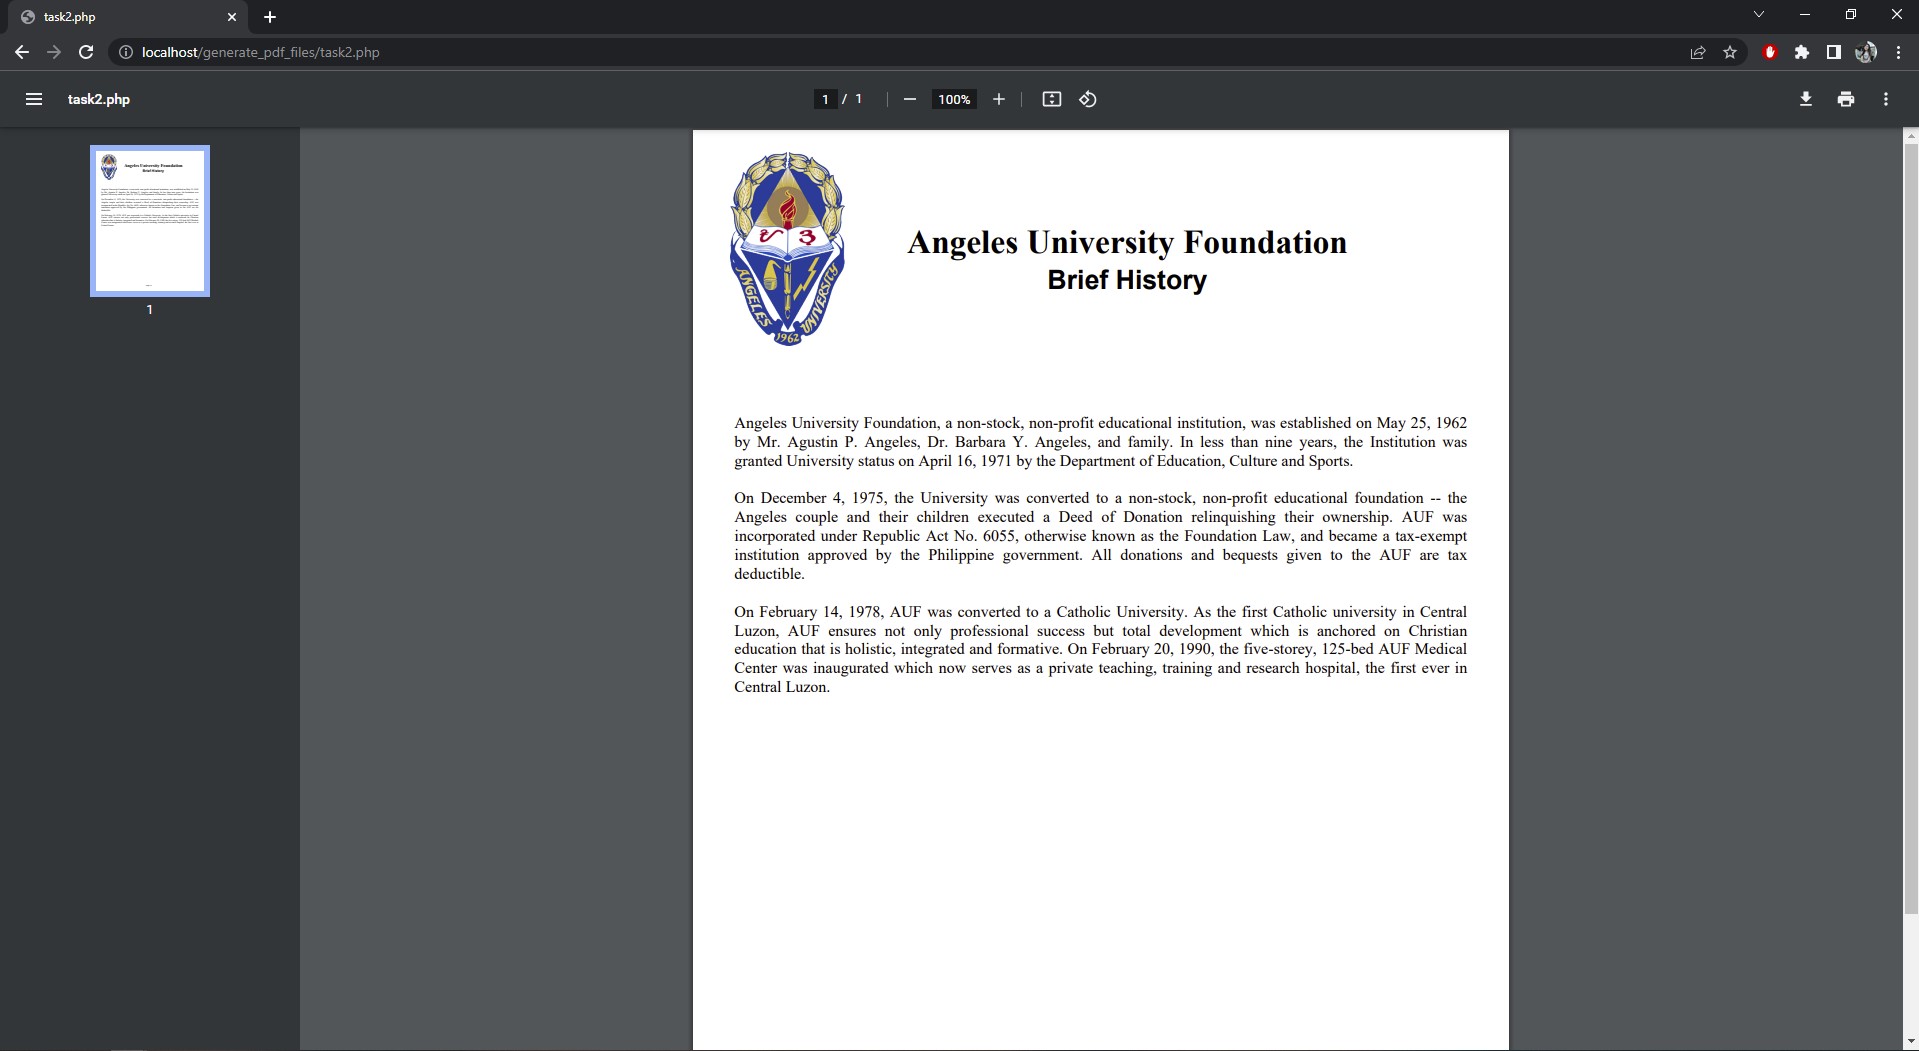 task2.php
localhost/generate_pdf_files/task2.php
task2.php
1 / 1
100%
Angeles University Foundation
Brief History
1
ANGELES UNIVERSITY
1962
Angeles University Foundation
Brief History
Angeles University Foundation, a non-stock, non-profit educational institution, was established on May 25, 1962
by Mr. Agustin P. Angeles, Dr. Barbara Y. Angeles, and family. In less than nine years, the Institution was
granted University status on April 16, 1971 by the Department of Education, Culture and Sports.
On December 4, 1975, the University was converted to a non-stock, non-profit educational foundation -- the
Angeles couple and their children executed a Deed of Donation relinquishing their ownership. AUF was
incorporated under Republic Act No. 6055, otherwise known as the Foundation Law, and became a tax-exempt
institution approved by the Philippine government. All donations and bequests given to the AUF are tax
deductible.
On February 14, 1978, AUF was converted to a Catholic University. As the first Catholic university in Central
Luzon, AUF ensures not only professional success but total development which is anchored on Christian
education that is holistic, integrated and formative. On February 20, 1990, the five-storey, 125-bed AUF Medical
Center was inaugurated which now serves as a private teaching, training and research hospital, the first ever in
Central Luzon.